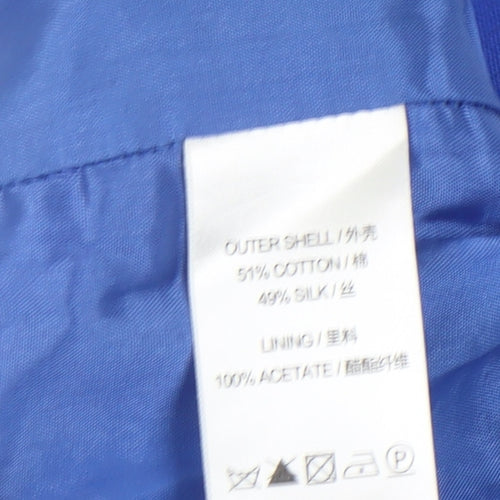 OUTER SHELL / 外壳
51% COTTON / 棉
49% SILK / 丝
LINING / 里料
100% ACETATE / 醋酯纤维
P